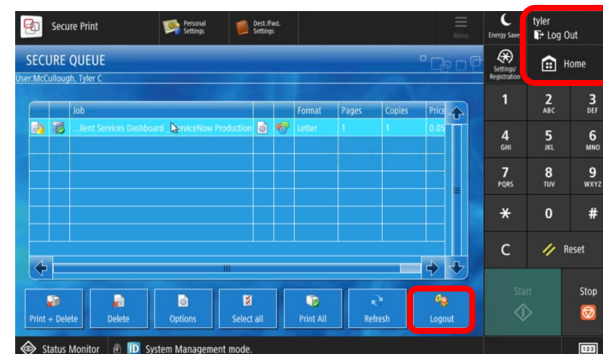 Secure Print
Personal Settings
Dest./Fwd. Settings
Menu
Energy Saver
tyler
Log Out
SECURE QUEUE
User:McCullough, Tyler C
Settings/ Registration
Home
Job Format Pages Copies Price
...lient Services Dashboard ServiceNow Production Letter 1 1 0.05
1 2 ABC 3 DEF
4 GHI 5 JKL 6 MNO
7 PQRS 8 TUV 9 WXYZ
* 0 #
C Reset
Start Stop
Print + Delete Delete Options Select all Print All Refresh Logout
Status Monitor ID System Management mode. 123